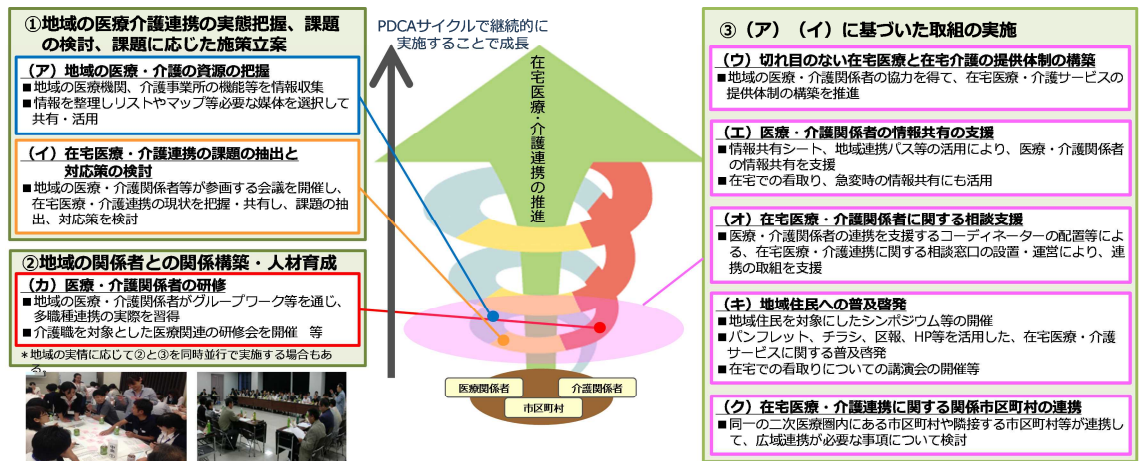 ①地域の医療介護連携の実態把握、課題
の検討、課題に応じた施策立案
（ア）地域の医療・介護の資源の把握
■地域の医療機関、介護事業所の機能等を情報収集
■情報を整理しリストやマップ等必要な媒体を選択して
共有・活用
（イ）在宅医療・介護連携の課題の抽出と
対応策の検討
■地域の医療・介護関係者等が参画する会議を開催し、
在宅医療・介護連携の現状を把握・共有し、課題の抽
出、対応策を検討
②地域の関係者との関係構築・人材育成
（カ）医療・介護関係者の研修
■地域の医療・介護関係者がグループワーク等を通じ、
多職種連携の実際を習得
■介護職を対象とした医療関連の研修会を開催　等
＊地域の実情に応じて②と③を同時並行で実施する場合もあ
る。
PDCAサイクルで継続的に
実施することで成長
在宅医療・介護連携の推進
医療関係者
介護関係者
市区町村
③（ア）（イ）に基づいた取組の実施
（ウ）切れ目のない在宅医療と在宅介護の提供体制の構築
■地域の医療・介護関係者の協力を得て、在宅医療・介護サービスの
提供体制の構築を推進
（エ）医療・介護関係者の情報共有の支援
■情報共有シート、地域連携パス等の活用により、医療・介護関係者
の情報共有を支援
■在宅での看取り、急変時の情報共有にも活用
（オ）在宅医療・介護関係者に関する相談支援
■医療・介護関係者の連携を支援するコーディネーターの配置等によ
る、在宅医療・介護連携に関する相談窓口の設置・運営により、連
携の取組を支援
（キ）地域住民への普及啓発
■地域住民を対象にしたシンポジウム等の開催
■パンフレット、チラシ、区報、HP等を活用した、在宅医療・介護
サービスに関する普及啓発
■在宅での看取りについての講演会の開催等
（ク）在宅医療・介護連携に関する関係市区町村の連携
■同一の二次医療圏内にある市区町村や隣接する市区町村等が連携し
て、広域連携が必要な事項について検討